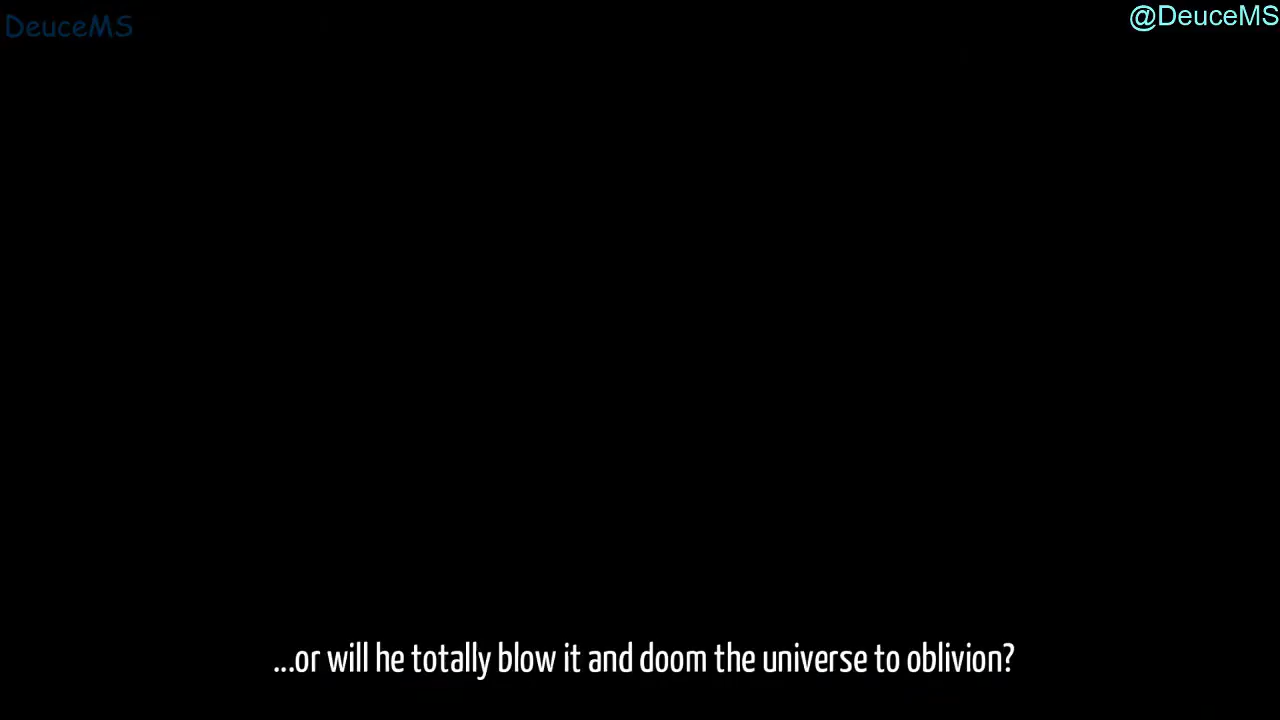 DeuceMS
@DeuceMS
...or will he totally blow it and doom the universe to oblivion?